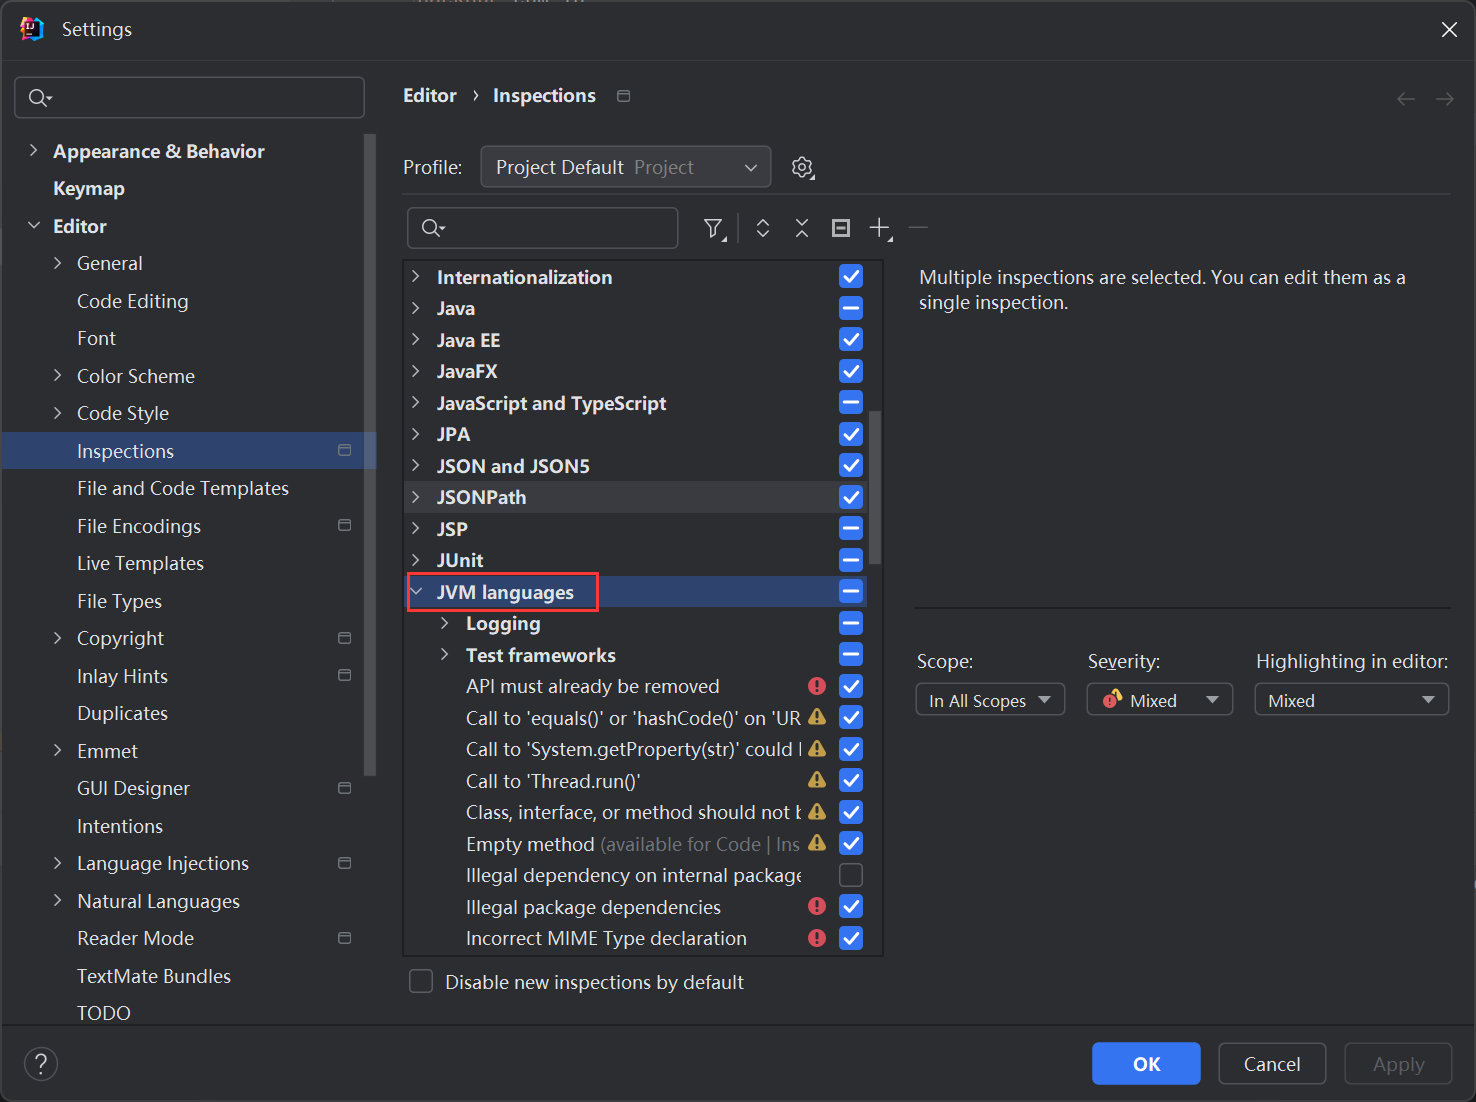 Settings
Editor › Inspections
Appearance & Behavior
Keymap
Editor
General
Code Editing
Font
Color Scheme
Code Style
Inspections
File and Code Templates
File Encodings
Live Templates
File Types
Copyright
Inlay Hints
Duplicates
Emmet
GUI Designer
Intentions
Language Injections
Natural Languages
Reader Mode
TextMate Bundles
TODO
Profile: Project Default Project
Internationalization
Java
Java EE
JavaFX
JavaScript and TypeScript
JPA
JSON and JSON5
JSONPath
JSP
JUnit
JVM languages
Logging
Test frameworks
API must already be removed
Call to 'equals()' or 'hashCode()' on 'UR
Call to 'System.getProperty(str)' could
Call to 'Thread.run()'
Class, interface, or method should not
Empty method (available for Code | Ins
Illegal dependency on internal package
Illegal package dependencies
Incorrect MIME Type declaration
Disable new inspections by default
Multiple inspections are selected. You can edit them as a
single inspection.
Scope: Severity: Highlighting in editor:
In All Scopes Mixed Mixed
? OK Cancel Apply